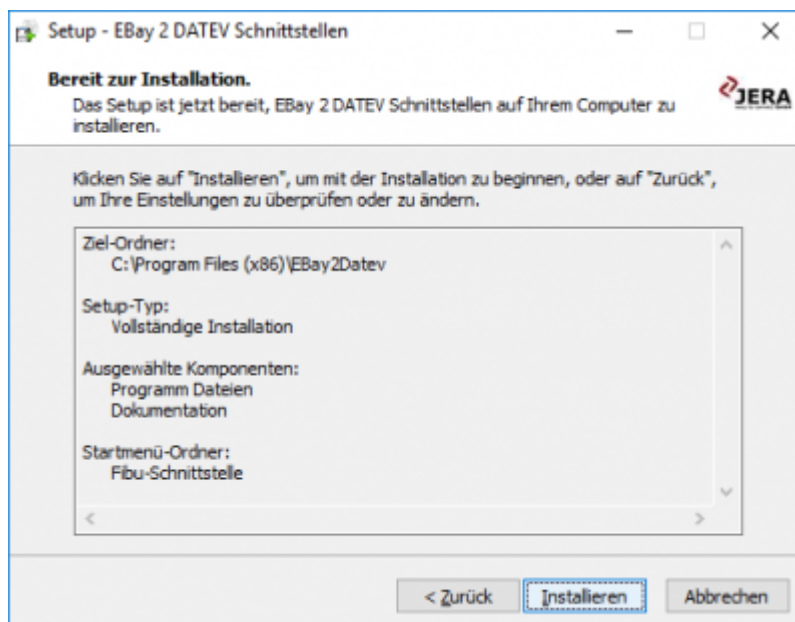 Setup - EBay 2 DATEV Schnittstellen
Bereit zur Installation.
Das Setup ist jetzt bereit, EBay 2 DATEV Schnittstellen auf Ihrem Computer zu
installieren.
JERA
Klicken Sie auf "Installieren", um mit der Installation zu beginnen, oder auf "Zurück",
um Ihre Einstellungen zu überprüfen oder zu ändern.
Ziel-Ordner:
C:\Program Files (x86)\EBay2Datev
Setup-Typ:
Vollständige Installation
Ausgewählte Komponenten:
Programm Dateien
Dokumentation
Startmenü-Ordner:
Fibu-Schnittstelle
< Zurück
Installieren
Abbrechen